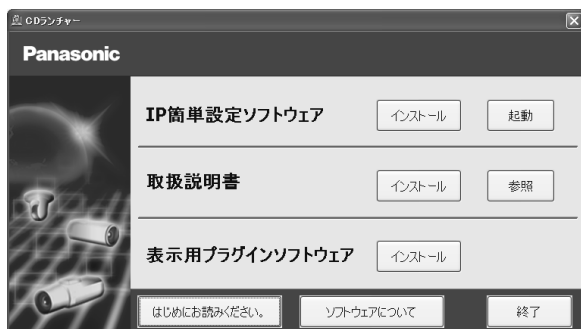 CDランチャー
Panasonic
IP簡単設定ソフトウェア インストール 起動
取扱説明書 インストール 参照
表示用プラグインソフトウェア インストール
はじめにお読みください。 ソフトウェアについて 終了